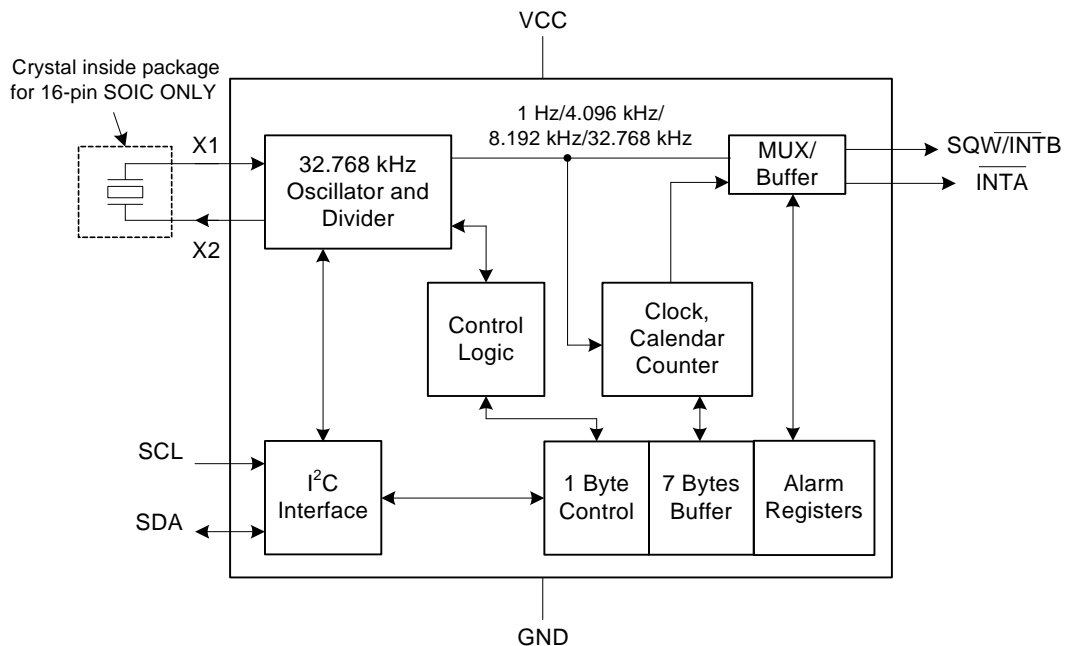 VCC
Crystal inside package
for 16-pin SOIC ONLY
1 Hz/4.096 kHz/
8.192 kHz/32.768 kHz
X1
32.768 kHz
Oscillator and
Divider
MUX/
Buffer
SQW/INTB
INTA
X2
Control
Logic
Clock,
Calendar
Counter
SCL
I²C
Interface
1 Byte
Control
7 Bytes
Buffer
Alarm
Registers
SDA
GND